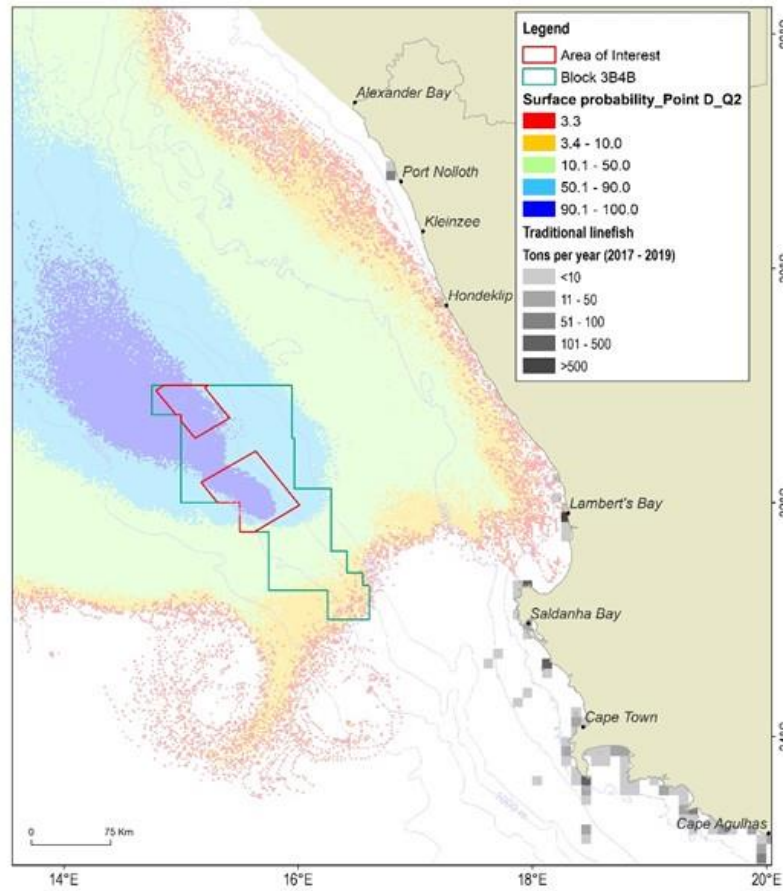 Legend
Area of Interest
Block 3B4B
Surface probability_Point D_Q2
3.3
3.4 - 10.0
10.1 - 50.0
50.1 - 90.0
90.1 - 100.0
Traditional linefish
Tons per year (2017 - 2019)
<10
11 - 50
51 - 100
101 - 500
>500
Alexander Bay
Port Nolloth
Kleinzee
Hondeklip
Lambert's Bay
Saldanha Bay
Cape Town
Cape Agulhas
0
75 Km
14°E
16°E
18°E
20°E